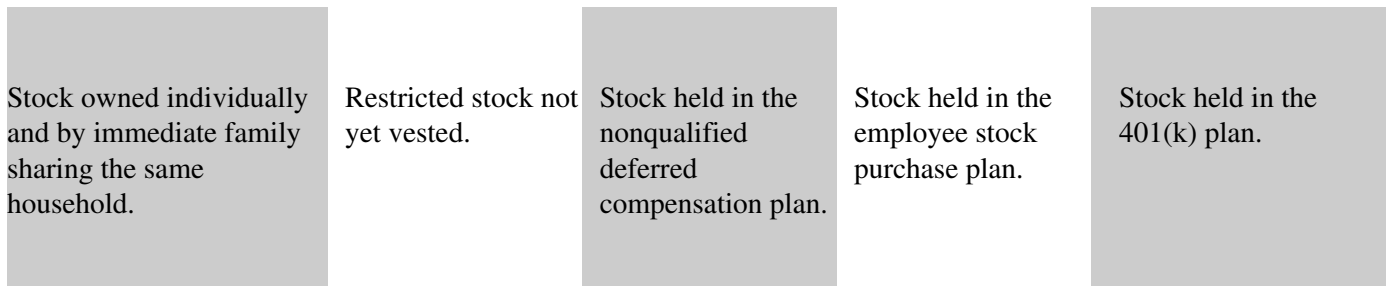 Stock owned individually
and by immediate family
sharing the same
household.
Restricted stock not
yet vested.
Stock held in the
nonqualified
deferred
compensation plan.
Stock held in the
employee stock
purchase plan.
Stock held in the
401(k) plan.